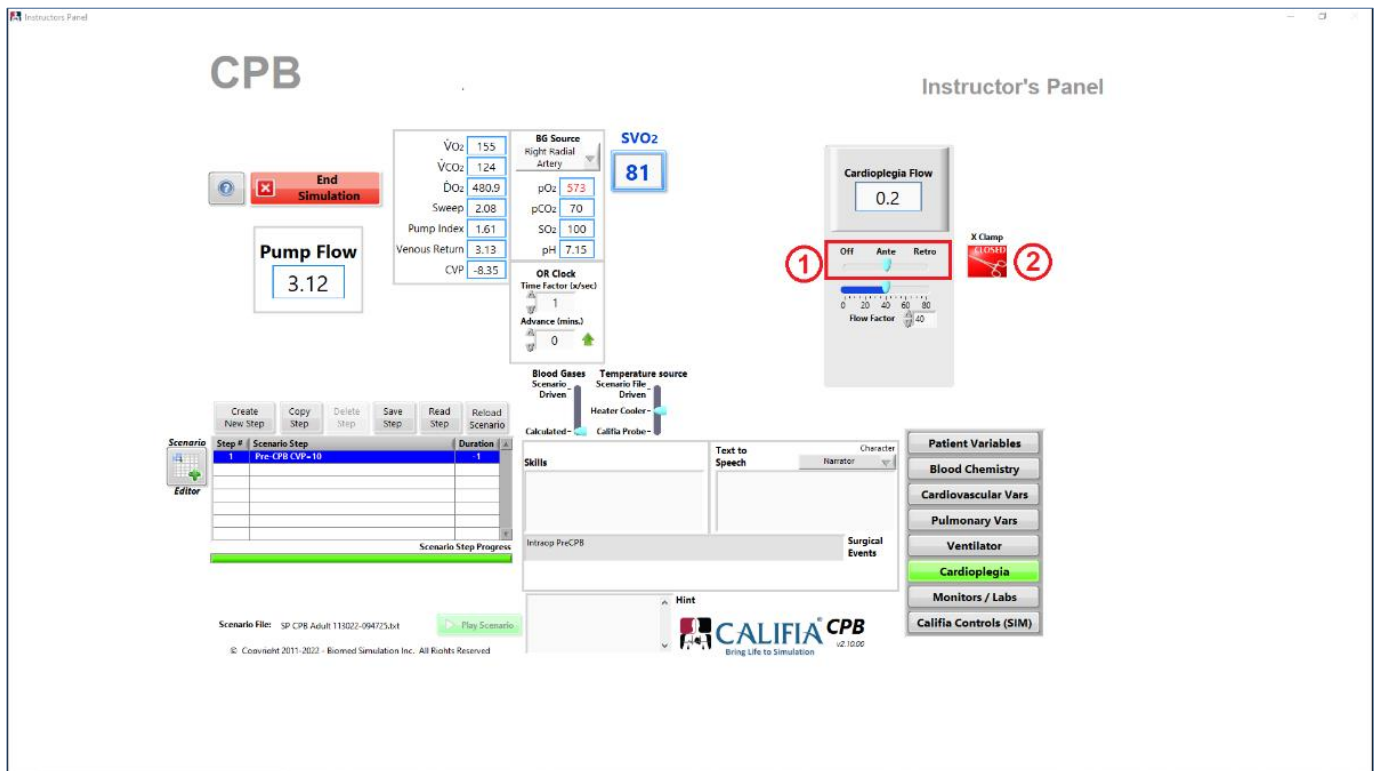 Instructors Panel
CPB
Instructor's Panel
End
Simulation
Pump Flow
3.12
V̇O2 155
V̇CO2 124
ḊO2 480.9
Sweep 2.08
Pump Index 1.61
Venous Return 3.13
CVP -8.35
BG Source
Right Radial
Artery
pO2 573
pCO2 70
SO2 100
pH 7.15
OR Clock
Time Factor (x/sec)
1
Advance (mins.)
0
SVO2
81
Cardioplegia Flow
0.2
1
Off Ante Retro
X Clamp
CLOSED
2
0 20 40 60 80
Flow Factor 40
Blood Gases
Scenario
Driven
Calculated
Temperature source
Scenario File
Driven
Heater Cooler
Califia Probe
Create
New Step
Copy
Step
Delete
Step
Save
Step
Read
Step
Reload
Scenario
Scenario
Editor
Step # Scenario Step Duration
1 Pre-CPB CVP=10 -1
Scenario Step Progress
Skills
Text to
Speech
Character
Narrator
Intraop PreCPB
Surgical
Events
Hint
Patient Variables
Blood Chemistry
Cardiovascular Vars
Pulmonary Vars
Ventilator
Cardioplegia
Monitors / Labs
Califia Controls (SIM)
Scenario File: SP CPB Adult 113022-094725.txt
Play Scenario
© Copyright 2011-2022 - Biomed Simulation Inc. All Rights Reserved
CALIFIA® CPB
Bring Life to Simulation
v2.10.00